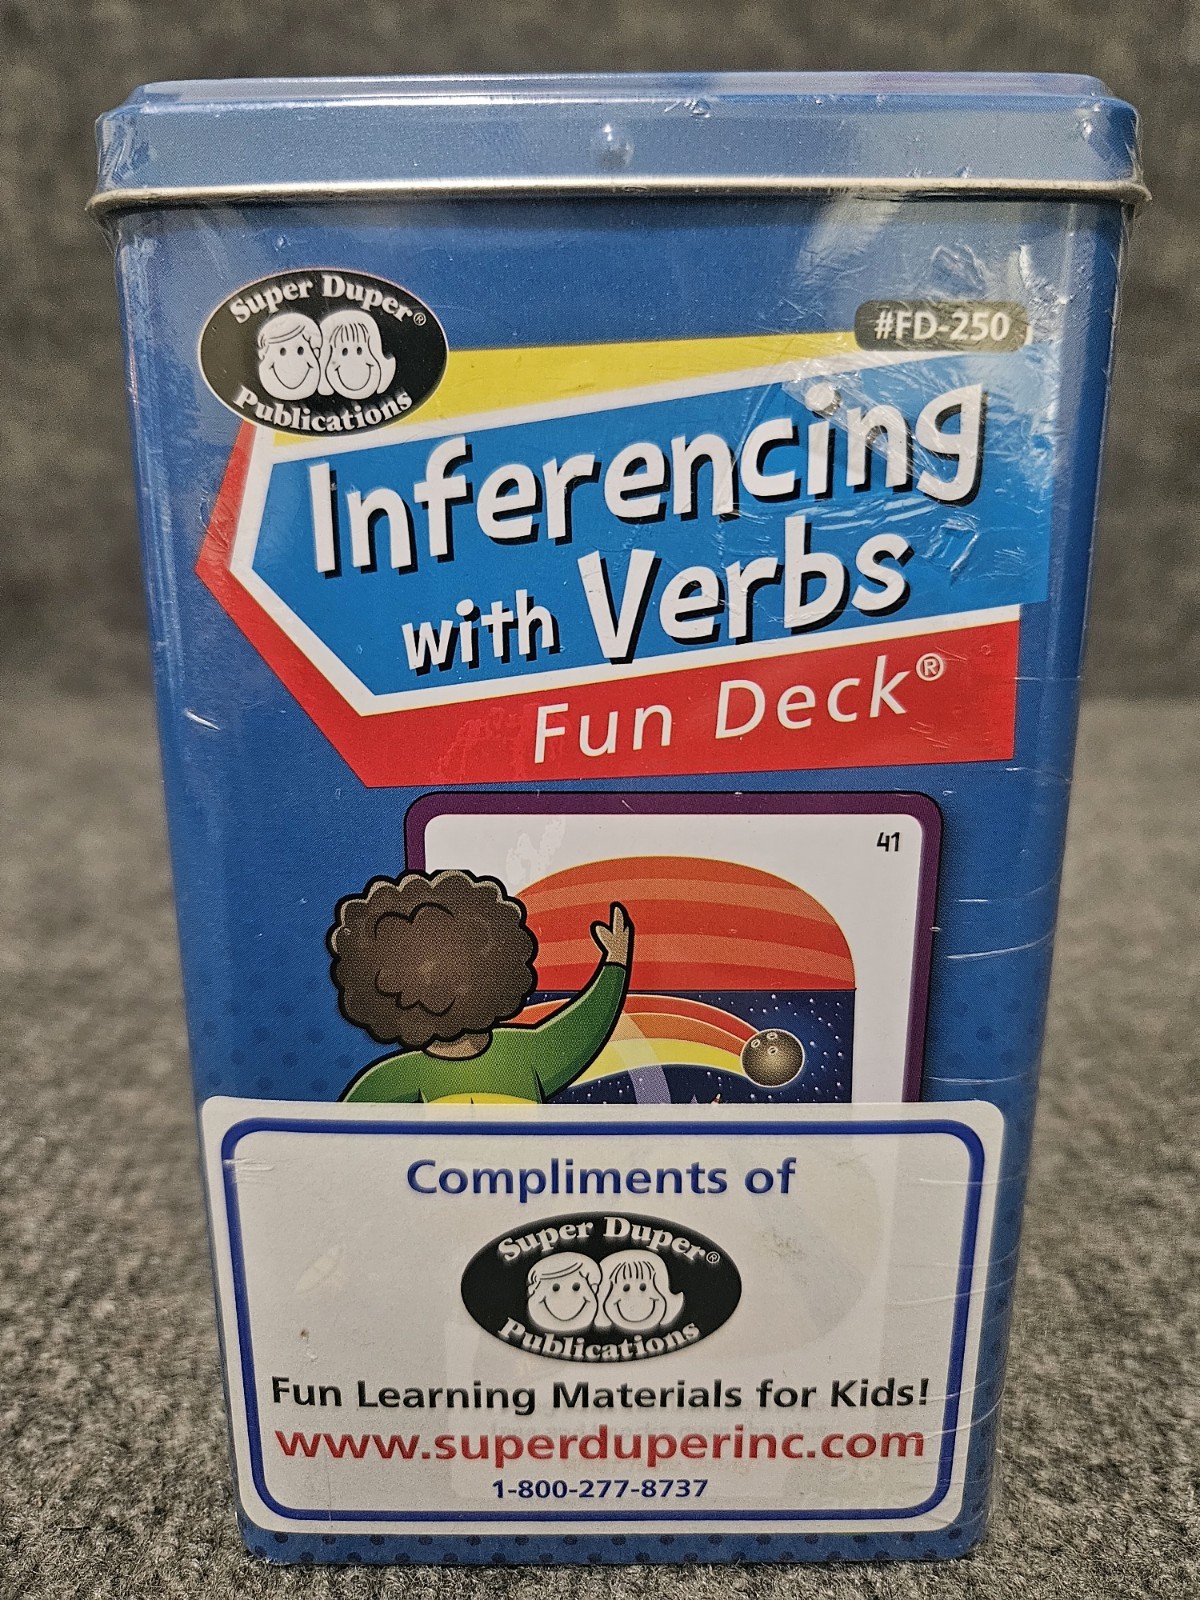 Super Duper®
Publications
#FD-250
Inferencing
with Verbs
Fun Deck®
41
Compliments of
Super Duper®
Publications
Fun Learning Materials for Kids!
www.superduperinc.com
1-800-277-8737